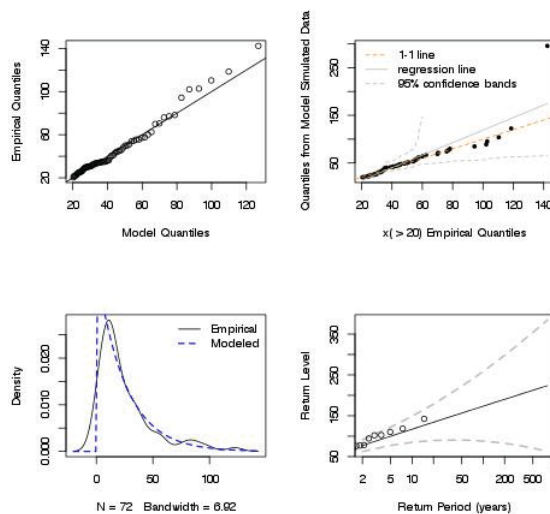 Empirical Quantiles
140
100
60
20
20 40 60 80 100 120
Model Quantiles
Quantiles from Model Simulated Data
250
150
50
1-1 line
regression line
95% confidence bands
20 40 60 80 100 120 140
x( > 20) Empirical Quantiles
Density
0.020
0.010
0.000
Empirical
Modeled
0 50 100
N = 72 Bandwidth = 6.92
Return Level
350
250
150
50
2 5 10 50 200 500
Return Period (years)